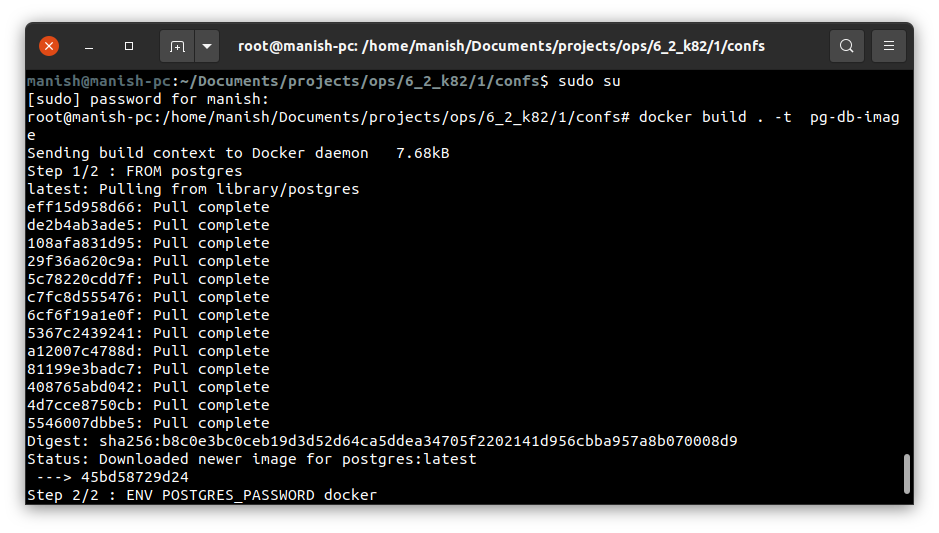 root@manish-pc: /home/manish/Documents/projects/ops/6_2_k82/1/confs
manish@manish-pc:~/Documents/projects/ops/6_2_k82/1/confs$ sudo su
[sudo] password for manish:
root@manish-pc:/home/manish/Documents/projects/ops/6_2_k82/1/confs# docker build . -t  pg-db-imag
e
Sending build context to Docker daemon   7.68kB
Step 1/2 : FROM postgres
latest: Pulling from library/postgres
eff15d958d66: Pull complete
de2b4ab3ade5: Pull complete
108afa831d95: Pull complete
29f36a620c9a: Pull complete
5c78220cdd7f: Pull complete
c7fc8d555476: Pull complete
6cf6f19a1e0f: Pull complete
5367c2439241: Pull complete
a12007c4788d: Pull complete
81199e3badc7: Pull complete
408765abd042: Pull complete
4d7cce8750cb: Pull complete
5546007dbbe5: Pull complete
Digest: sha256:b8c0e3bc0ceb19d3d52d64ca5ddea34705f2202141d956cbba957a8b070008d9
Status: Downloaded newer image for postgres:latest
 ---> 45bd58729d24
Step 2/2 : ENV POSTGRES_PASSWORD docker